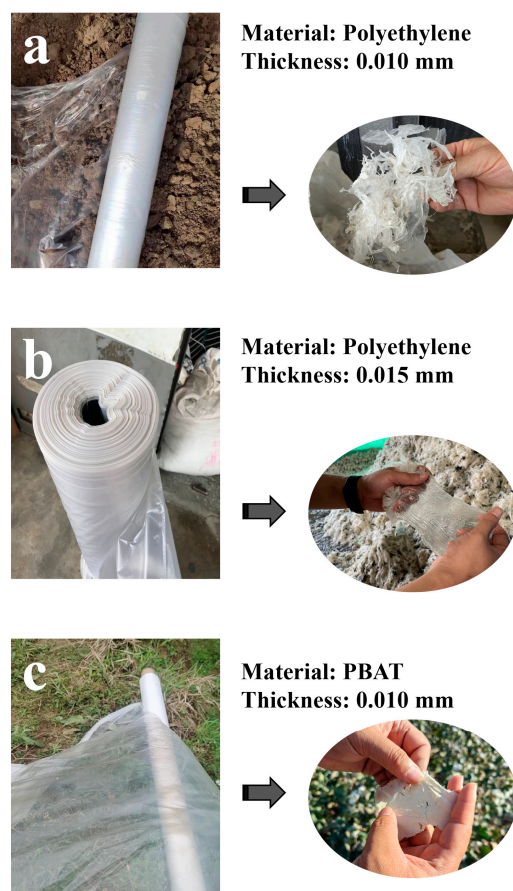 a
Material: Polyethylene
Thickness: 0.010 mm
b
Material: Polyethylene
Thickness: 0.015 mm
c
Material: PBAT
Thickness: 0.010 mm